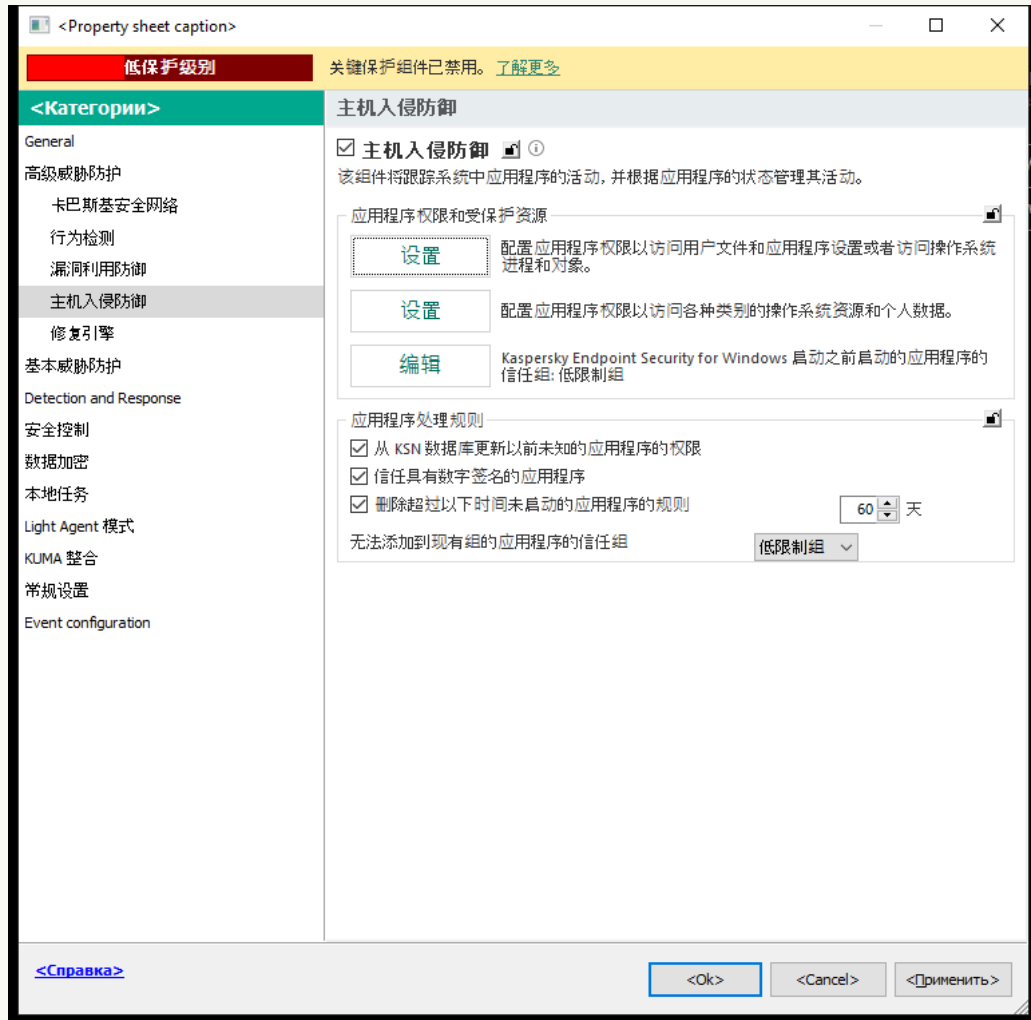 <Property sheet caption>
低保护级别
关键保护组件已禁用。 了解更多
<Категории>
General
高级威胁防护
卡巴斯基安全网络
行为检测
漏洞利用防御
主机入侵防御
修复引擎
基本威胁防护
Detection and Response
安全控制
数据加密
本地任务
Light Agent 模式
KUMA 整合
常规设置
Event configuration
主机入侵防御
主机入侵防御
该组件将跟踪系统中应用程序的活动, 并根据应用程序的状态管理其活动。
应用程序权限和受保护资源
设置
配置应用程序权限以访问用户文件和应用程序设置或者访问操作系统
进程和对象。
设置
配置应用程序权限以访问各种类别的操作系统资源和个人数据。
编辑
Kaspersky Endpoint Security for Windows 启动之前启动的应用程序的
信任组: 低限制组
应用程序处理规则
从 KSN 数据库更新以前未知的应用程序的权限
信任具有数字签名的应用程序
删除超过以下时间未启动的应用程序的规则
60 天
无法添加到现有组的应用程序的信任组
低限制组
<Справка>
<Ok>
<Cancel>
<Применить>